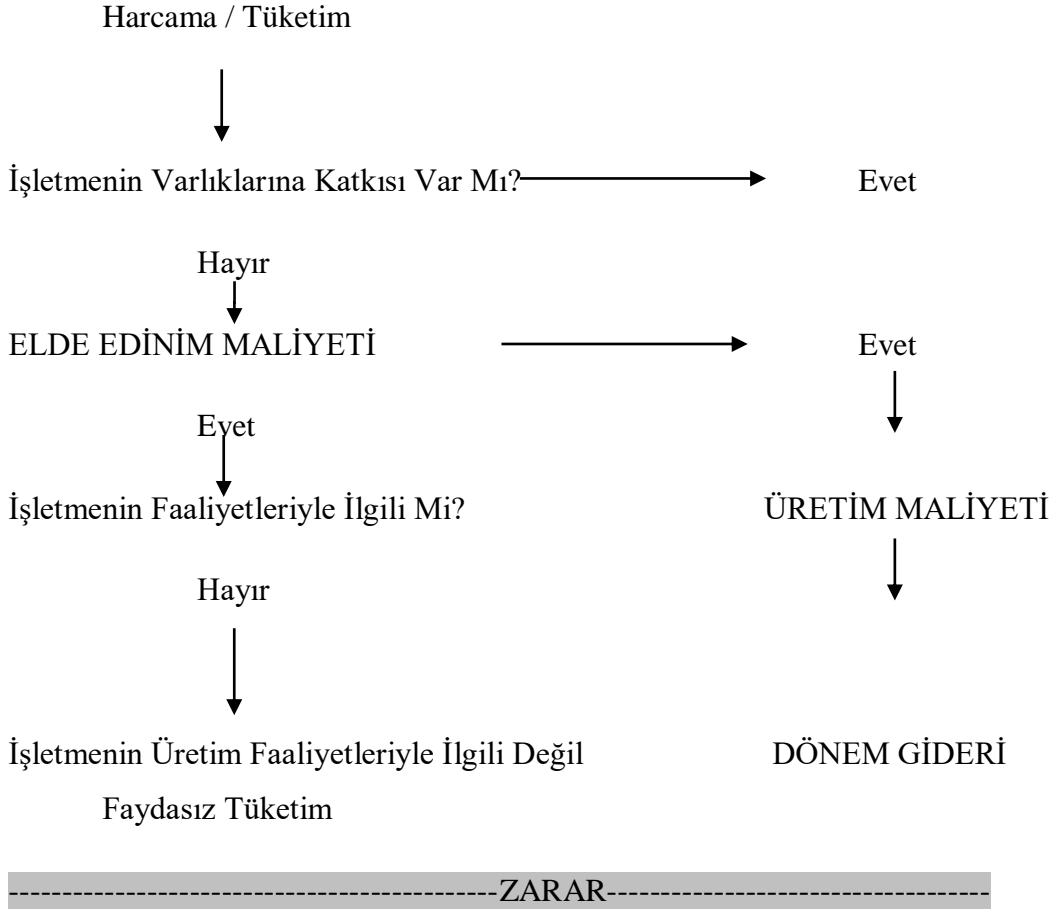 Harcama / Tüketim
İşletmenin Varlıklarına Katkısı Var Mı? Evet
Hayır
ELDE EDİNİM MALİYETİ Evet
Evet
İşletmenin Faaliyetleriyle İlgili Mi? ÜRETİM MALİYETİ
Hayır
İşletmenin Üretim Faaliyetleriyle İlgili Değil DÖNEM GİDERİ
Faydasız Tüketim
--------------------------------------------------ZARAR---------------------------------------